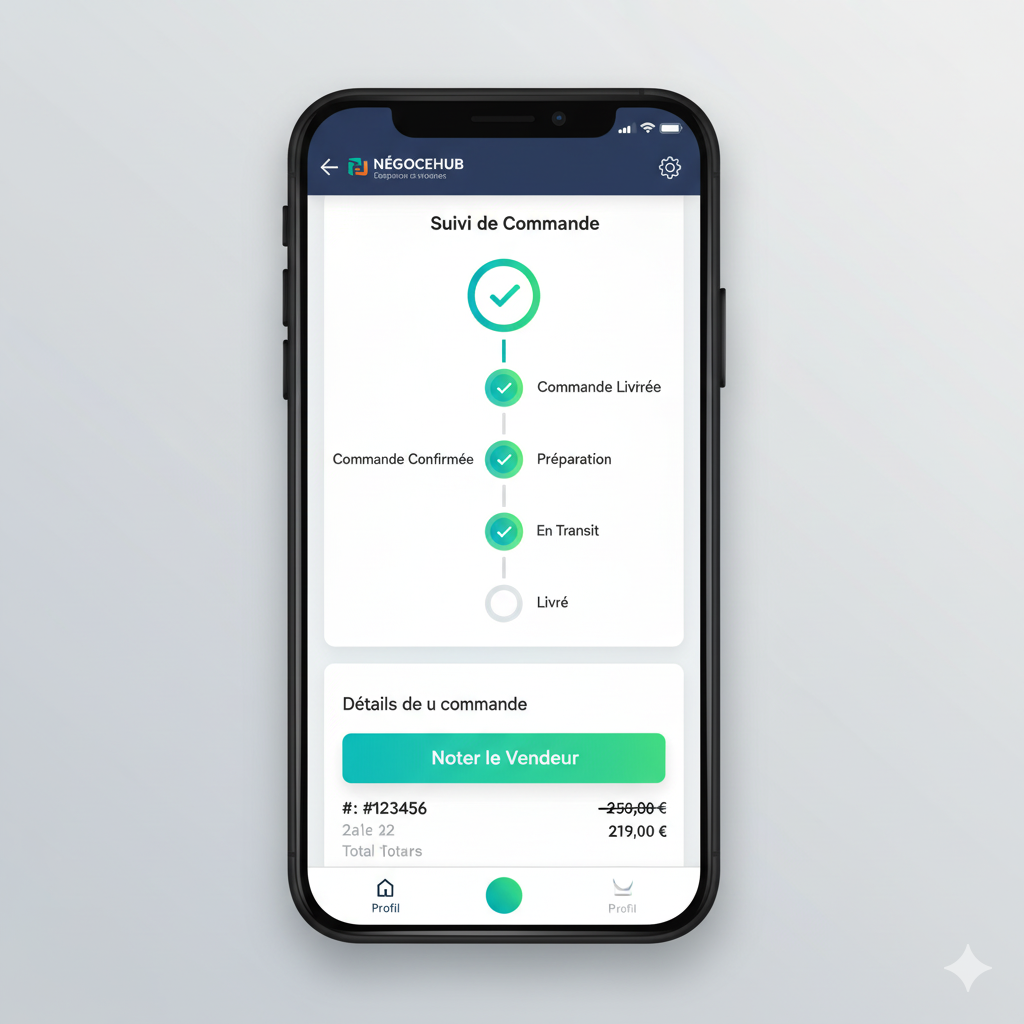 NÉGOCEHUB
Suivi de Commande
Commande Livrée
Commande Confirmée
Préparation
En Transit
Livré
Détails de u commande
Noter le Vendeur
#: #123456
250,00 €
2ale 22
219,00 €
Total Totars
Profil
Profil